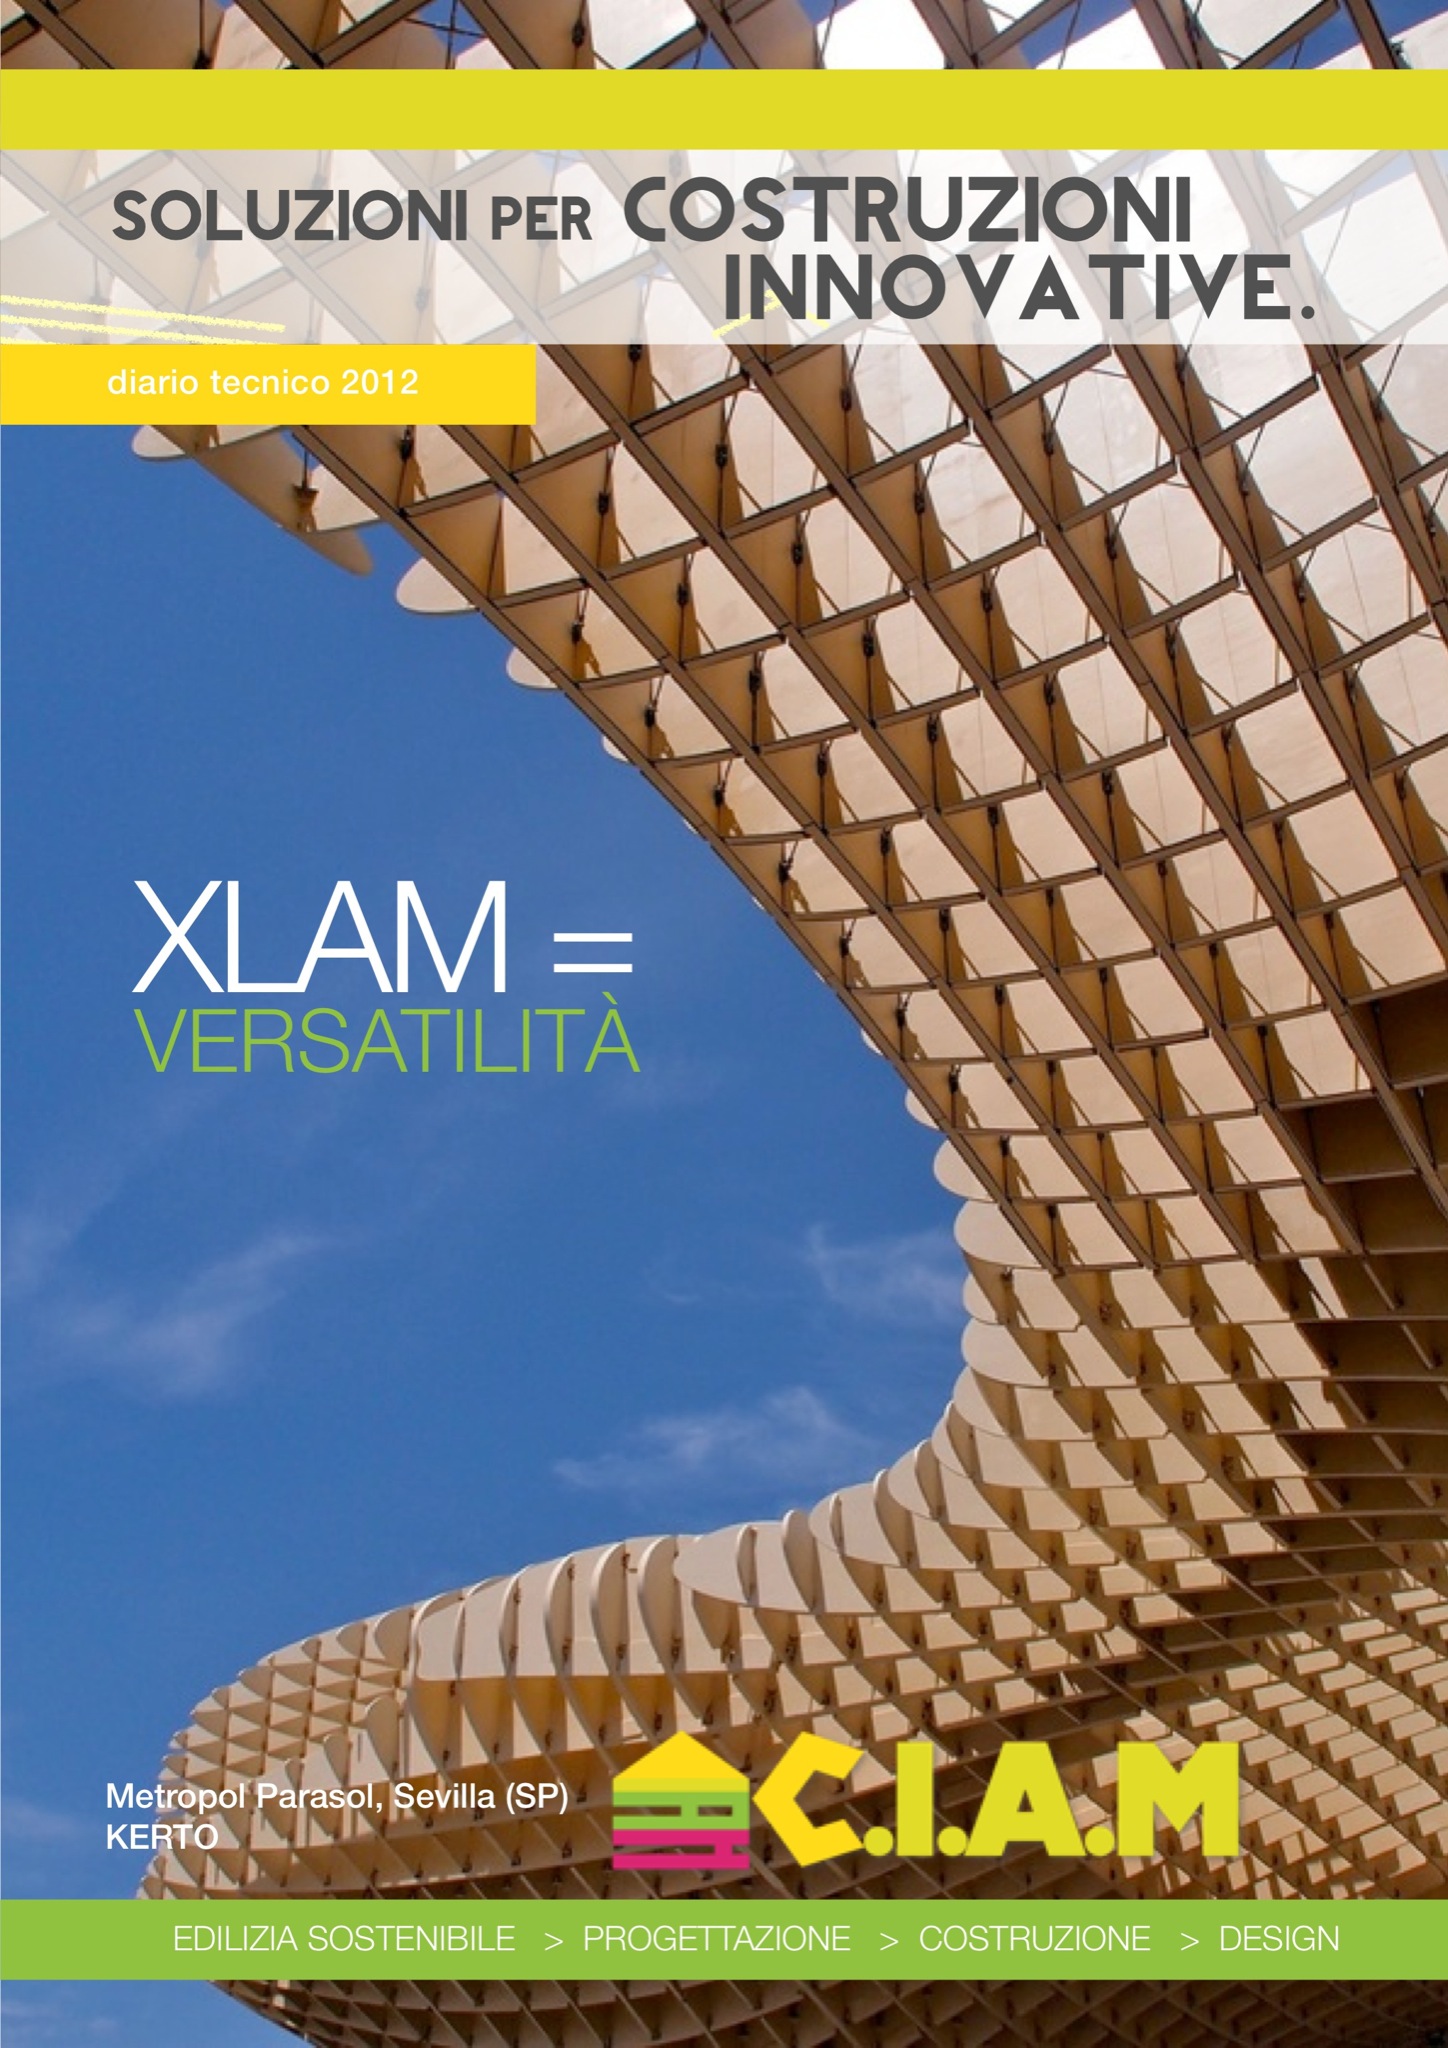 SOLUZIONI PER COSTRUZIONI
INNOVATIVE.
diario tecnico 2012
XLAM =
VERSATILITÀ
Metropol Parasol, Sevilla (SP)
KERTO
C.I.A.M
EDILIZIA SOSTENIBILE > PROGETTAZIONE > COSTRUZIONE > DESIGN